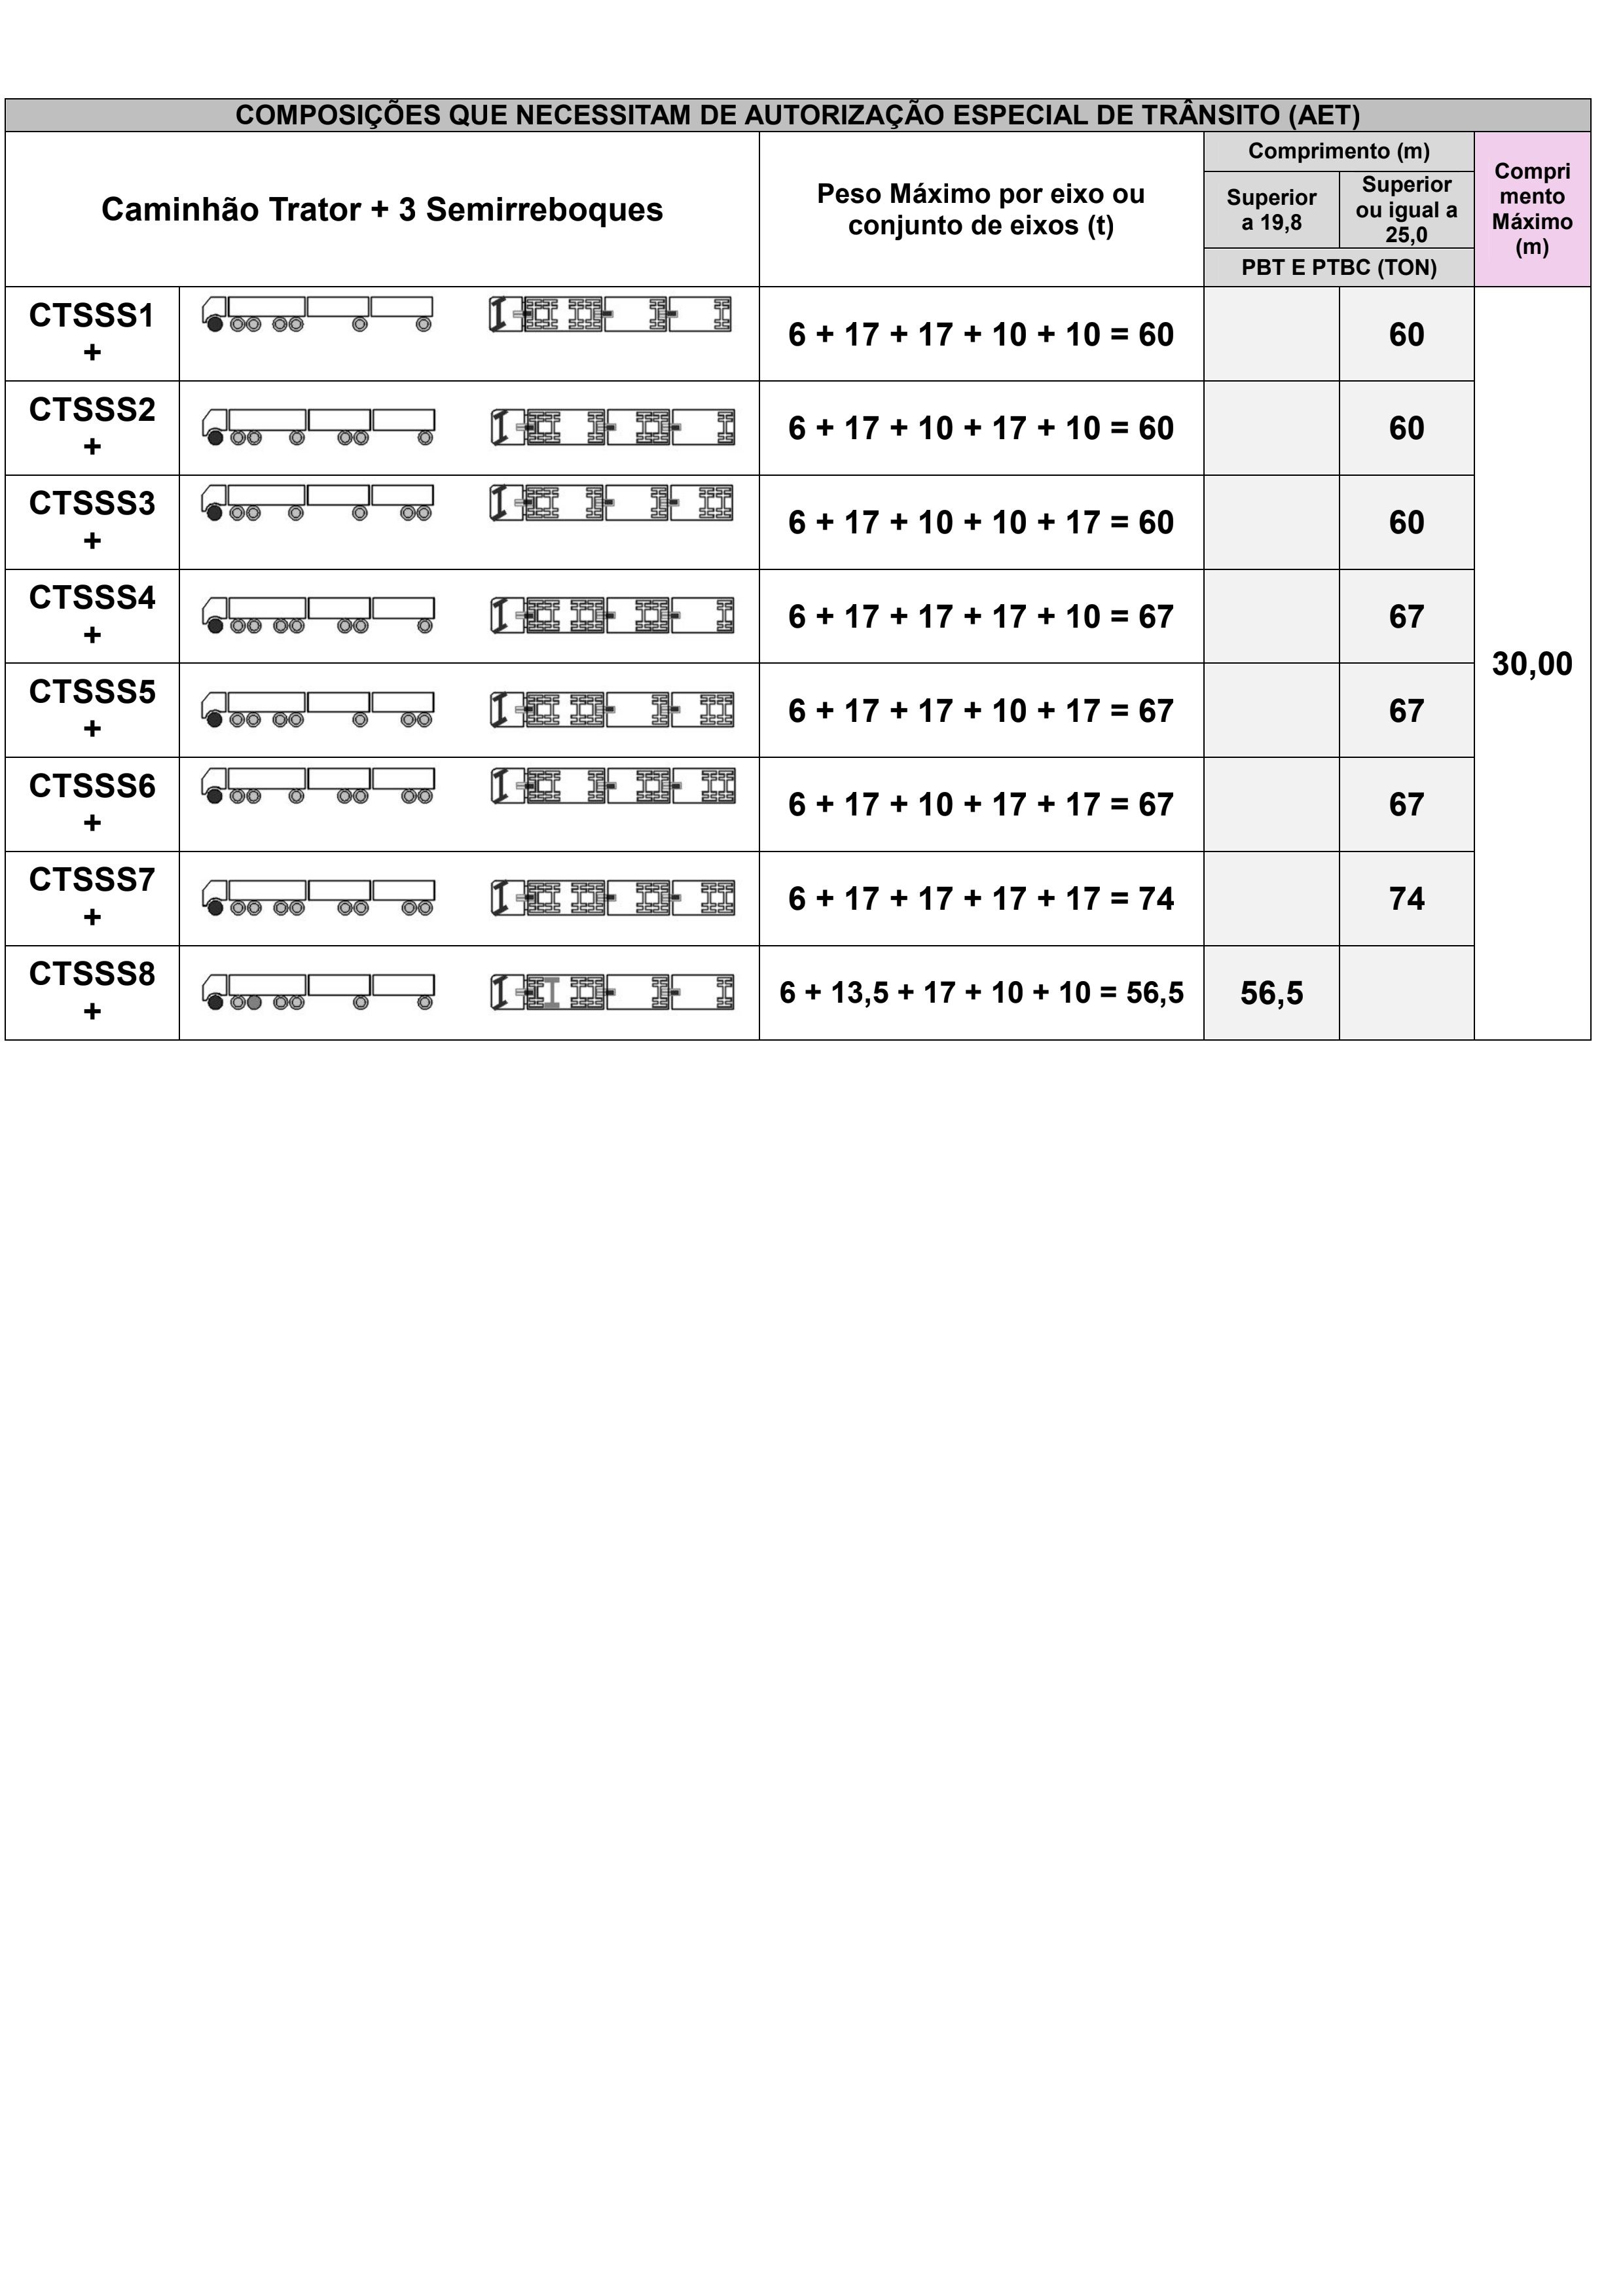 COMPOSIÇÕES QUE NECESSITAM DE AUTORIZAÇÃO ESPECIAL DE TRÂNSITO (AET)
Caminhão Trator + 3 Semirreboques
Peso Máximo por eixo ou
conjunto de eixos (t)
Comprimento (m)
Superior
a 19,8
Superior
ou igual a
25,0
PBT E PTBC (TON)
Compri
mento
Máximo
(m)
CTSSS1
+
6 + 17 + 17 + 10 + 10 = 60
60
CTSSS2
+
6 + 17 + 10 + 17 + 10 = 60
60
CTSSS3
+
6 + 17 + 10 + 10 + 17 = 60
60
CTSSS4
+
6 + 17 + 17 + 17 + 10 = 67
67
CTSSS5
+
6 + 17 + 17 + 10 + 17 = 67
67
CTSSS6
+
6 + 17 + 10 + 17 + 17 = 67
67
CTSSS7
+
6 + 17 + 17 + 17 + 17 = 74
74
CTSSS8
+
6 + 13,5 + 17 + 10 + 10 = 56,5
56,5
30,00